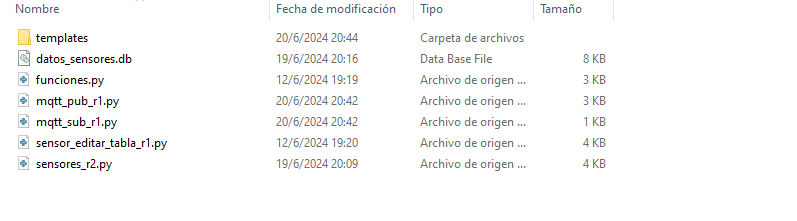 Nombre Fecha de modificación Tipo Tamaño
templates 20/6/2024 20:44 Carpeta de archivos
datos_sensores.db 19/6/2024 20:16 Data Base File 8 KB
funciones.py 12/6/2024 19:19 Archivo de origen ... 3 KB
mqtt_pub_r1.py 20/6/2024 20:42 Archivo de origen ... 3 KB
mqtt_sub_r1.py 20/6/2024 20:42 Archivo de origen ... 1 KB
sensor_editar_tabla_r1.py 12/6/2024 19:20 Archivo de origen ... 4 KB
sensores_r2.py 19/6/2024 20:09 Archivo de origen ... 4 KB